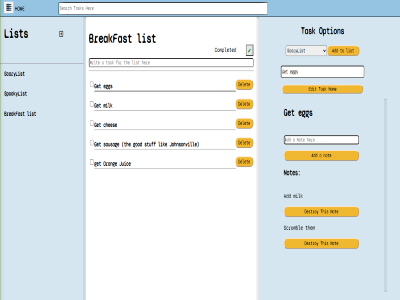 HOME
Search Tasks Here
Lists
GoozyList
SpookyList
BreakFast list
BreakFast list
Completed
Write a task for the list here
Get eggs
Delete
Get milk
Delete
Get cheese
Delete
Get sausage (the good stuff like Johnsonville)
Delete
get Orange Juice
Delete
Task Options
GoozyList
Add to list
Get eggs
Edit Task Name
Get eggs
Add a Note here
Add a note
Notes:
Add milk
Destroy This Note
Scramble them
Destroy This Note